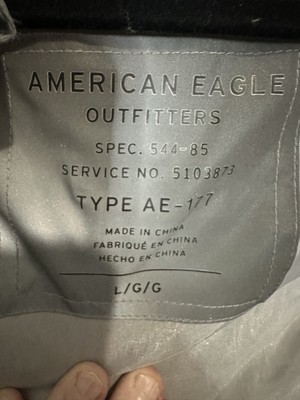 AMERICAN EAGLE
OUTFITTERS
SPEC. 544-85
SERVICE NO. 5103873
TYPE AE-177
MADE IN CHINA
FABRIQUÉ EN CHINA
HECHO EN CHINA
L/G/G